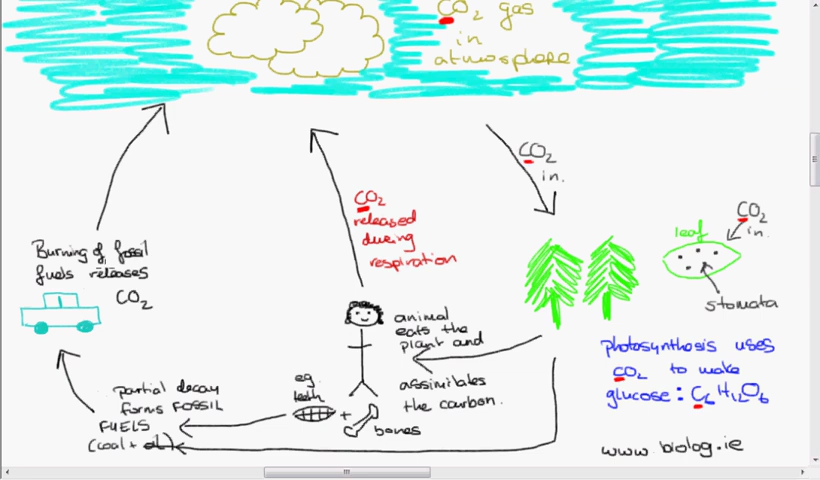 CO2 gas
in
atmosphere
CO2
in.
CO2
released
during
respiration
CO2
in.
leaf
stomata
Burning of fossil
fuels releases
CO2
animal
eats the
plant and
assimilates
the carbon.
photosynthesis uses
CO2 to make
glucose: C6H12O6
eg.
teeth
+
bones
partial decay
forms FOSSIL
FUELS
(coal + oil)
www.biolog.ie